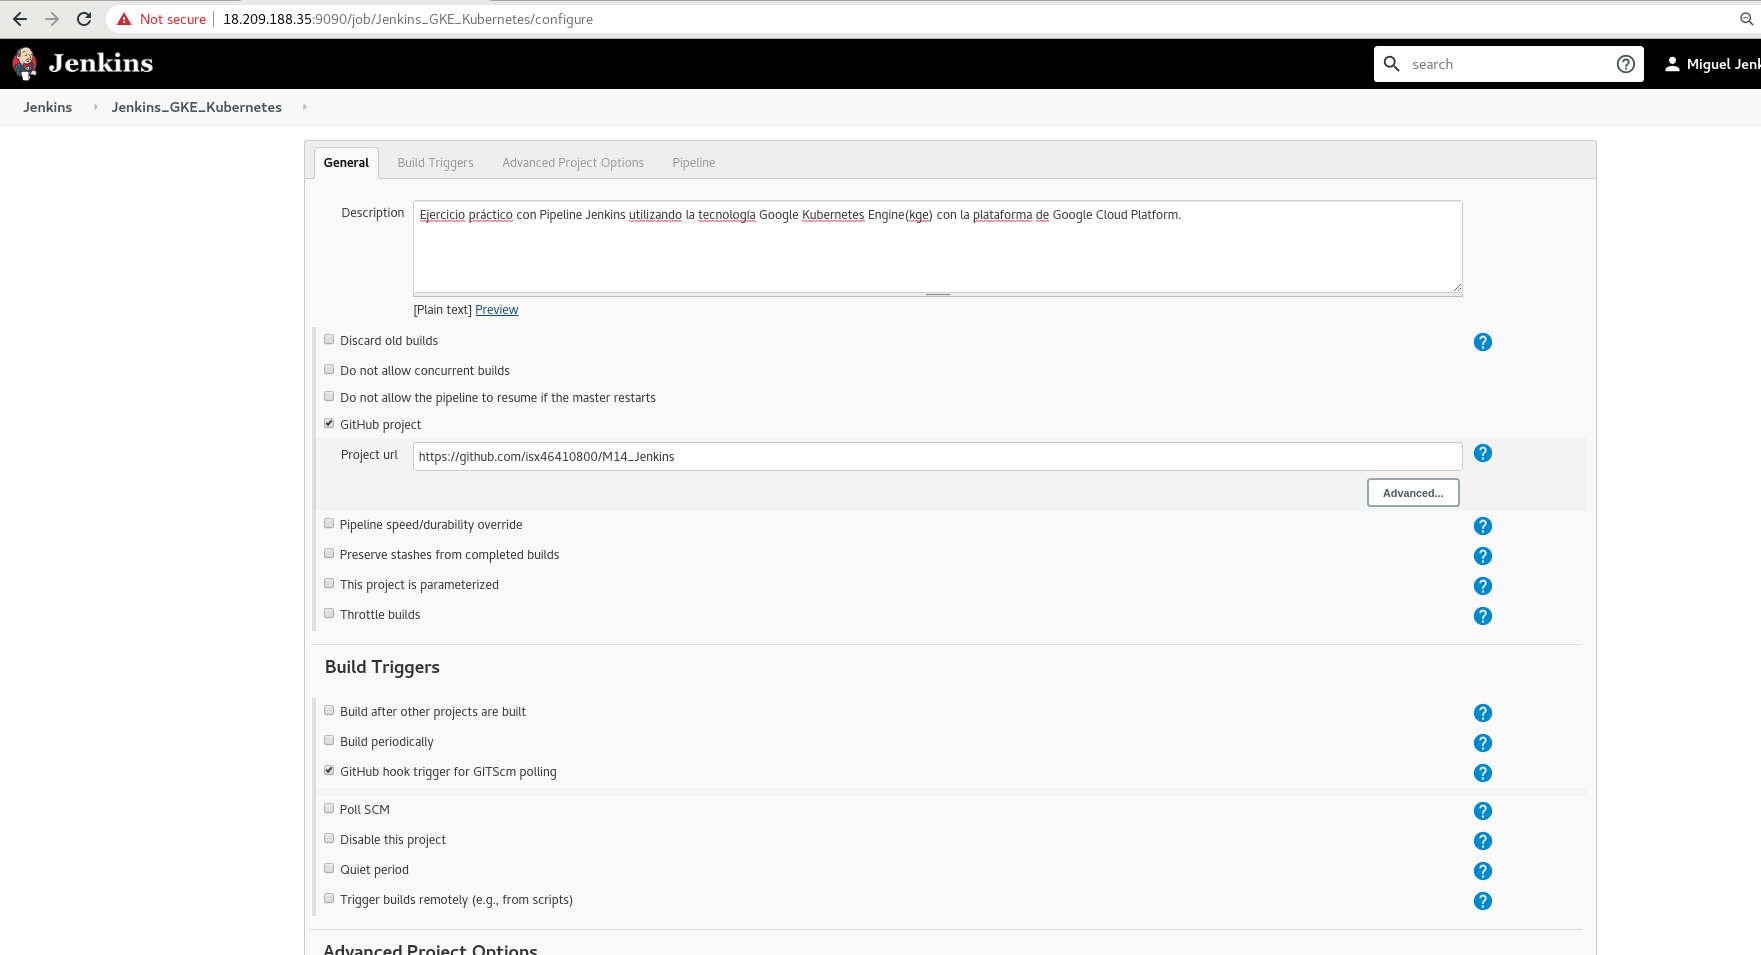 Not secure 18.209.188.35:9090/job/Jenkins_GKE_Kubernetes/configure
Jenkins search Miguel Jenk
Jenkins Jenkins_GKE_Kubernetes
General Build Triggers Advanced Project Options Pipeline
Description Ejercicio práctico con Pipeline Jenkins utilizando la tecnología Google Kubernetes Engine(kge) con la plataforma de Google Cloud Platform.
[Plain text] Preview
Discard old builds
Do not allow concurrent builds
Do not allow the pipeline to resume if the master restarts
GitHub project
Project url https://github.com/isx46410800/M14_Jenkins
Advanced...
Pipeline speed/durability override
Preserve stashes from completed builds
This project is parameterized
Throttle builds
Build Triggers
Build after other projects are built
Build periodically
GitHub hook trigger for GITScm polling
Poll SCM
Disable this project
Quiet period
Trigger builds remotely (e.g., from scripts)
Advanced Project Options